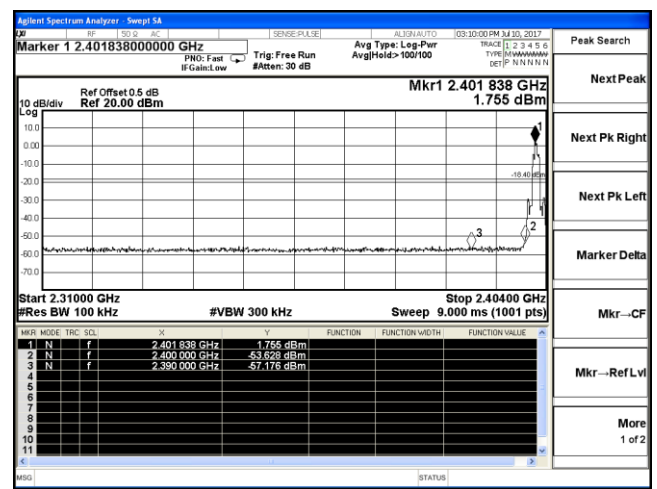 Agilent Spectrum Analyzer - Swept SA
RF 50 Ω AC SENSE:PULSE ALIGN AUTO 03:10:00 PM Jul 10, 2017
Marker 1 2.401838000000 GHz
PNO: Fast
IFGain:Low
Trig: Free Run
#Atten: 30 dB
Avg Type: Log-Pwr
Avg|Hold:>100/100
TRACE 1 2 3 4 5 6
TYPE
DET P N N N N N
Peak Search
Next Peak
Next Pk Right
Next Pk Left
Marker Delta
Mkr→CF
Mkr→Ref Lvl
More
1 of 2
Ref Offset 0.5 dB
10 dB/div Ref 20.00 dBm
Mkr1 2.401 838 GHz
1.755 dBm
Log
10.0
0.00
-10.0
-20.0
-30.0
-40.0
-50.0
-60.0
-70.0
1
-18.40 dBm
2
3
Start 2.31000 GHz Stop 2.40400 GHz
#Res BW 100 kHz #VBW 300 kHz Sweep 9.000 ms (1001 pts)
MKR MODE TRC SCL X Y FUNCTION FUNCTION WIDTH FUNCTION VALUE
1 N f 2.401 838 GHz 1.755 dBm
2 N f 2.400 000 GHz -53.628 dBm
3 N f 2.390 000 GHz -57.176 dBm
4
5
6
7
8
9
10
11
MSG STATUS